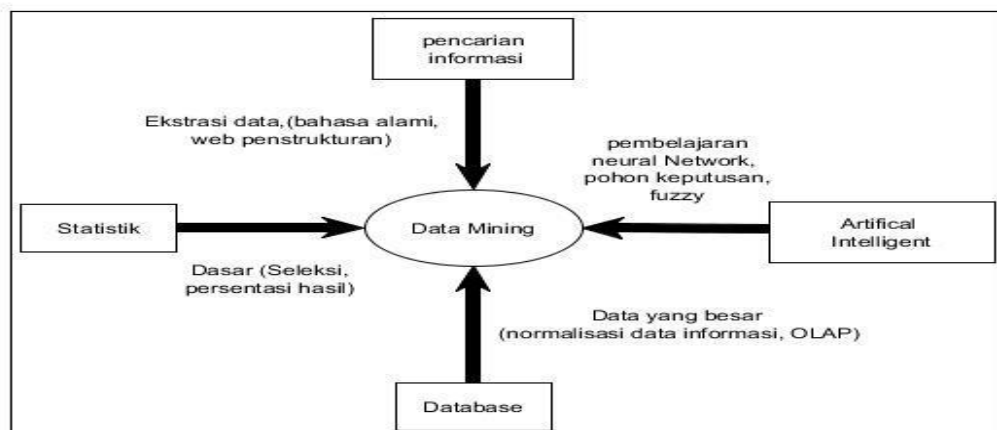 pencarian
informasi
Ekstrasi data,(bahasa alami,
web penstrukturan)
pembelajaran
neural Network,
pohon keputusan,
fuzzy
Statistik
Data Mining
Artifical
Intelligent
Dasar (Seleksi,
persentasi hasil)
Data yang besar
(normalisasi data informasi, OLAP)
Database